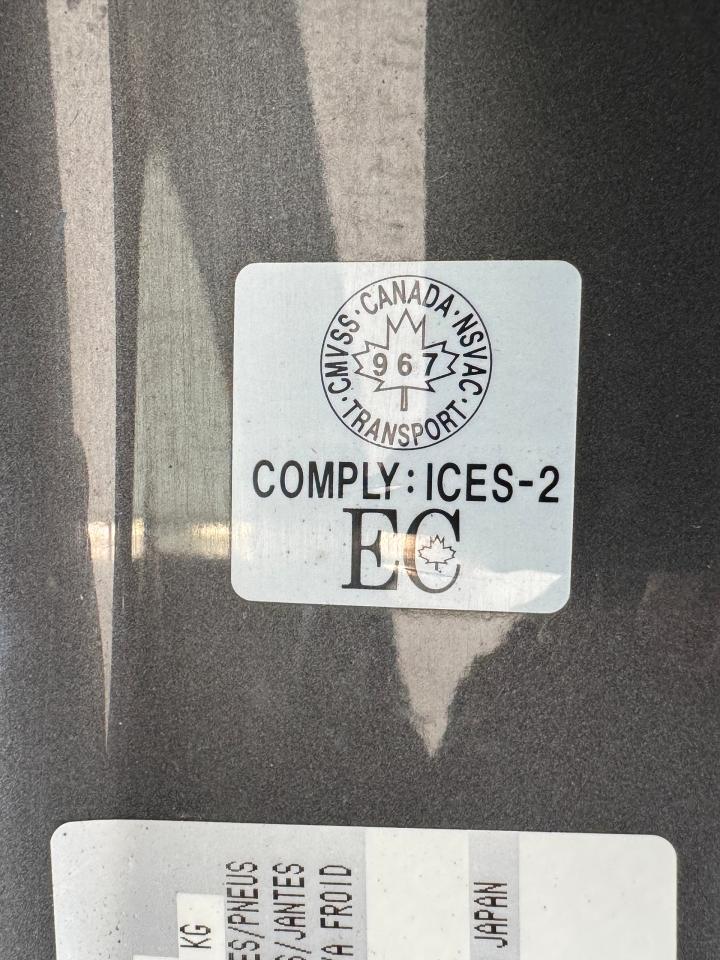 CMVSS · CANADA · NSVAC · TRANSPORT ·
967
COMPLY:ICES-2
EC
KG
ES/PNEUS
S/JANTES
A FROID
JAPAN